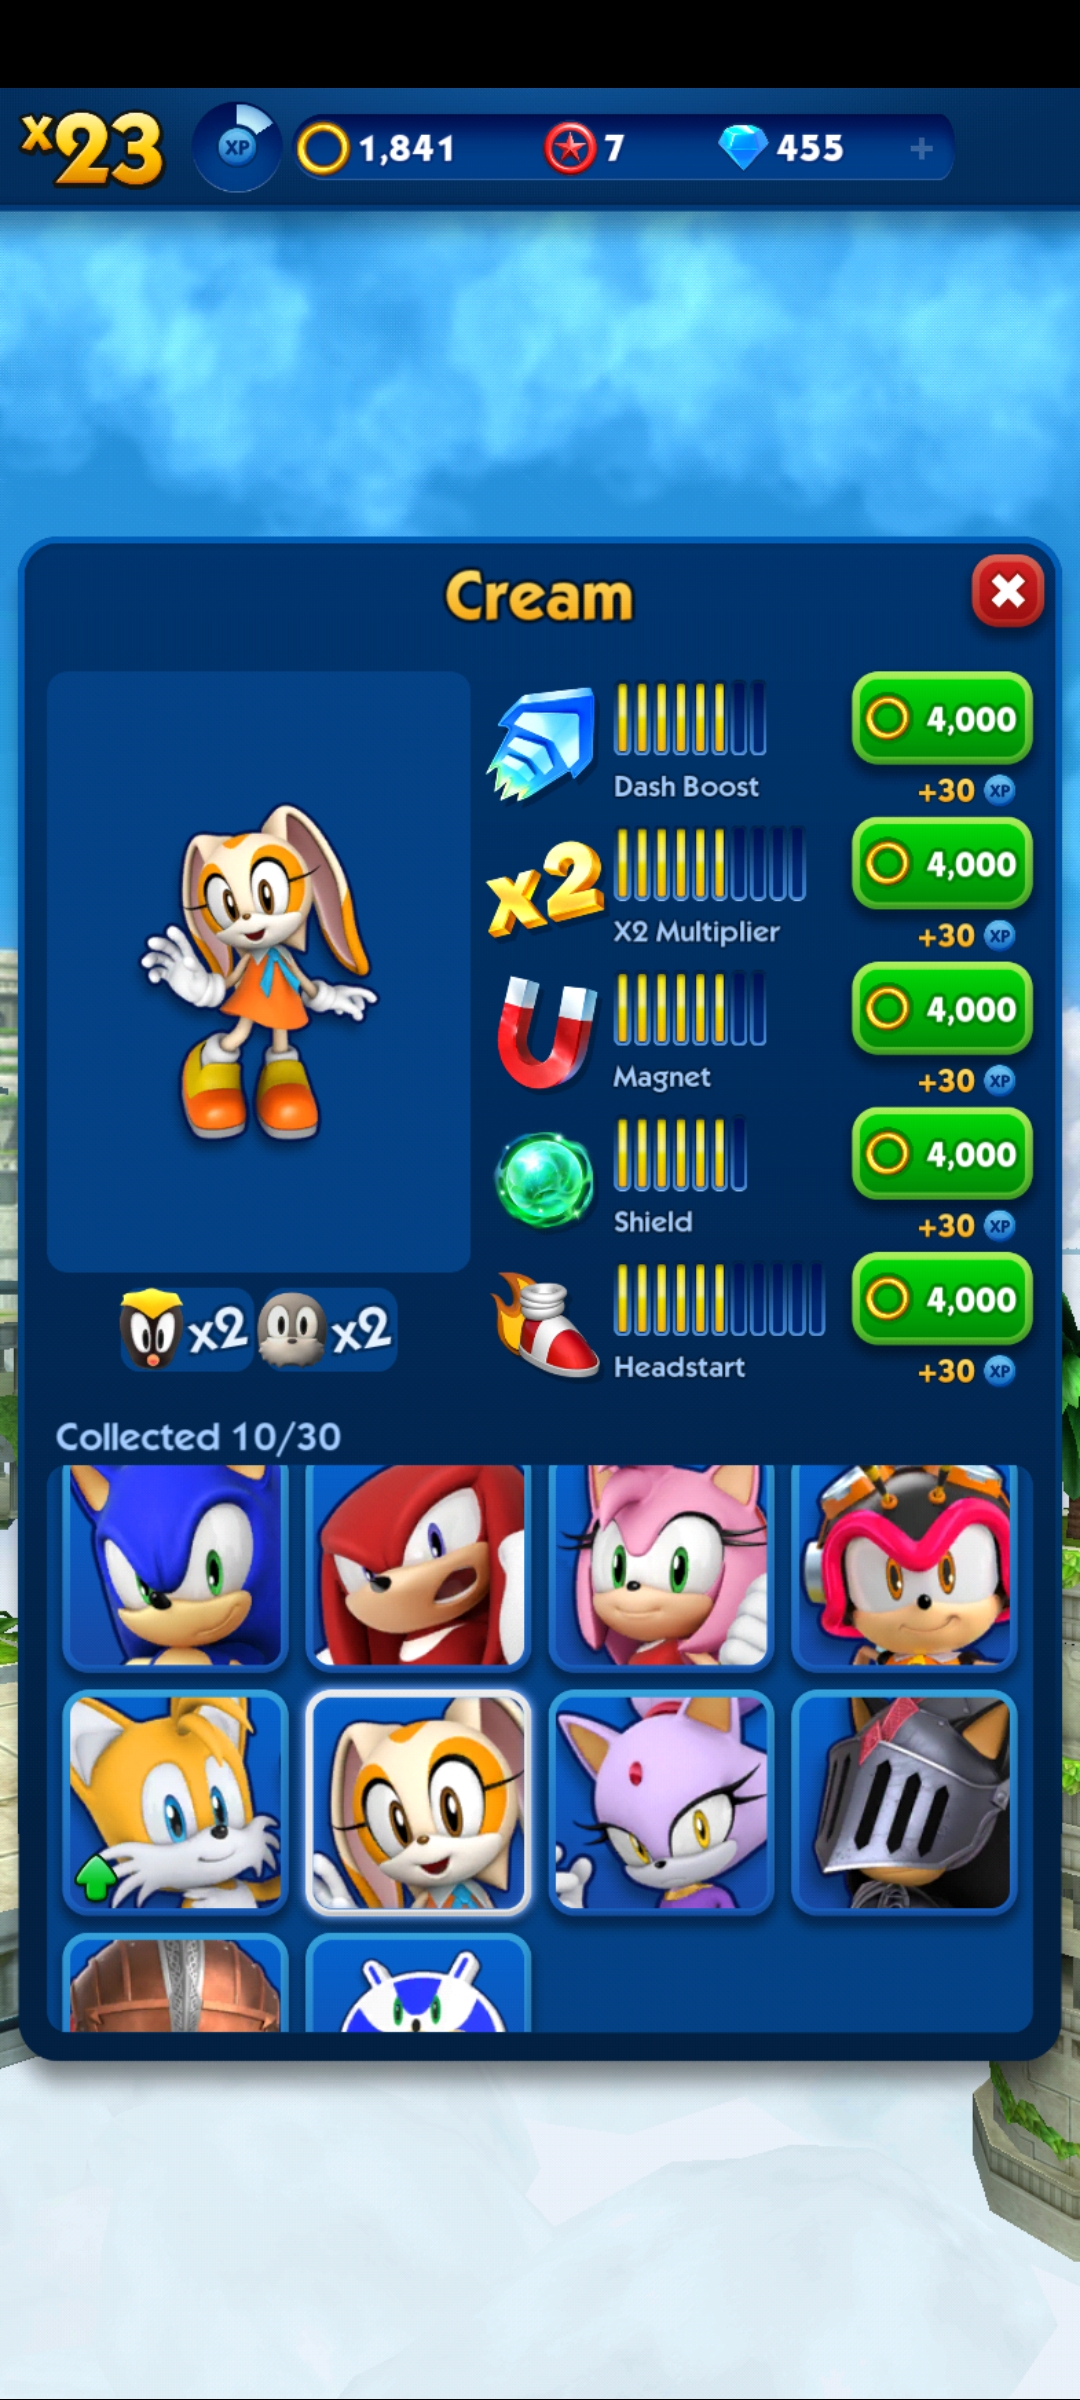 x23
XP
1,841
7
455
+
Cream
4,000
Dash Boost
+30 XP
x2
4,000
X2 Multiplier
+30 XP
4,000
Magnet
+30 XP
4,000
Shield
+30 XP
x2 x2
4,000
Headstart
+30 XP
Collected 10/30